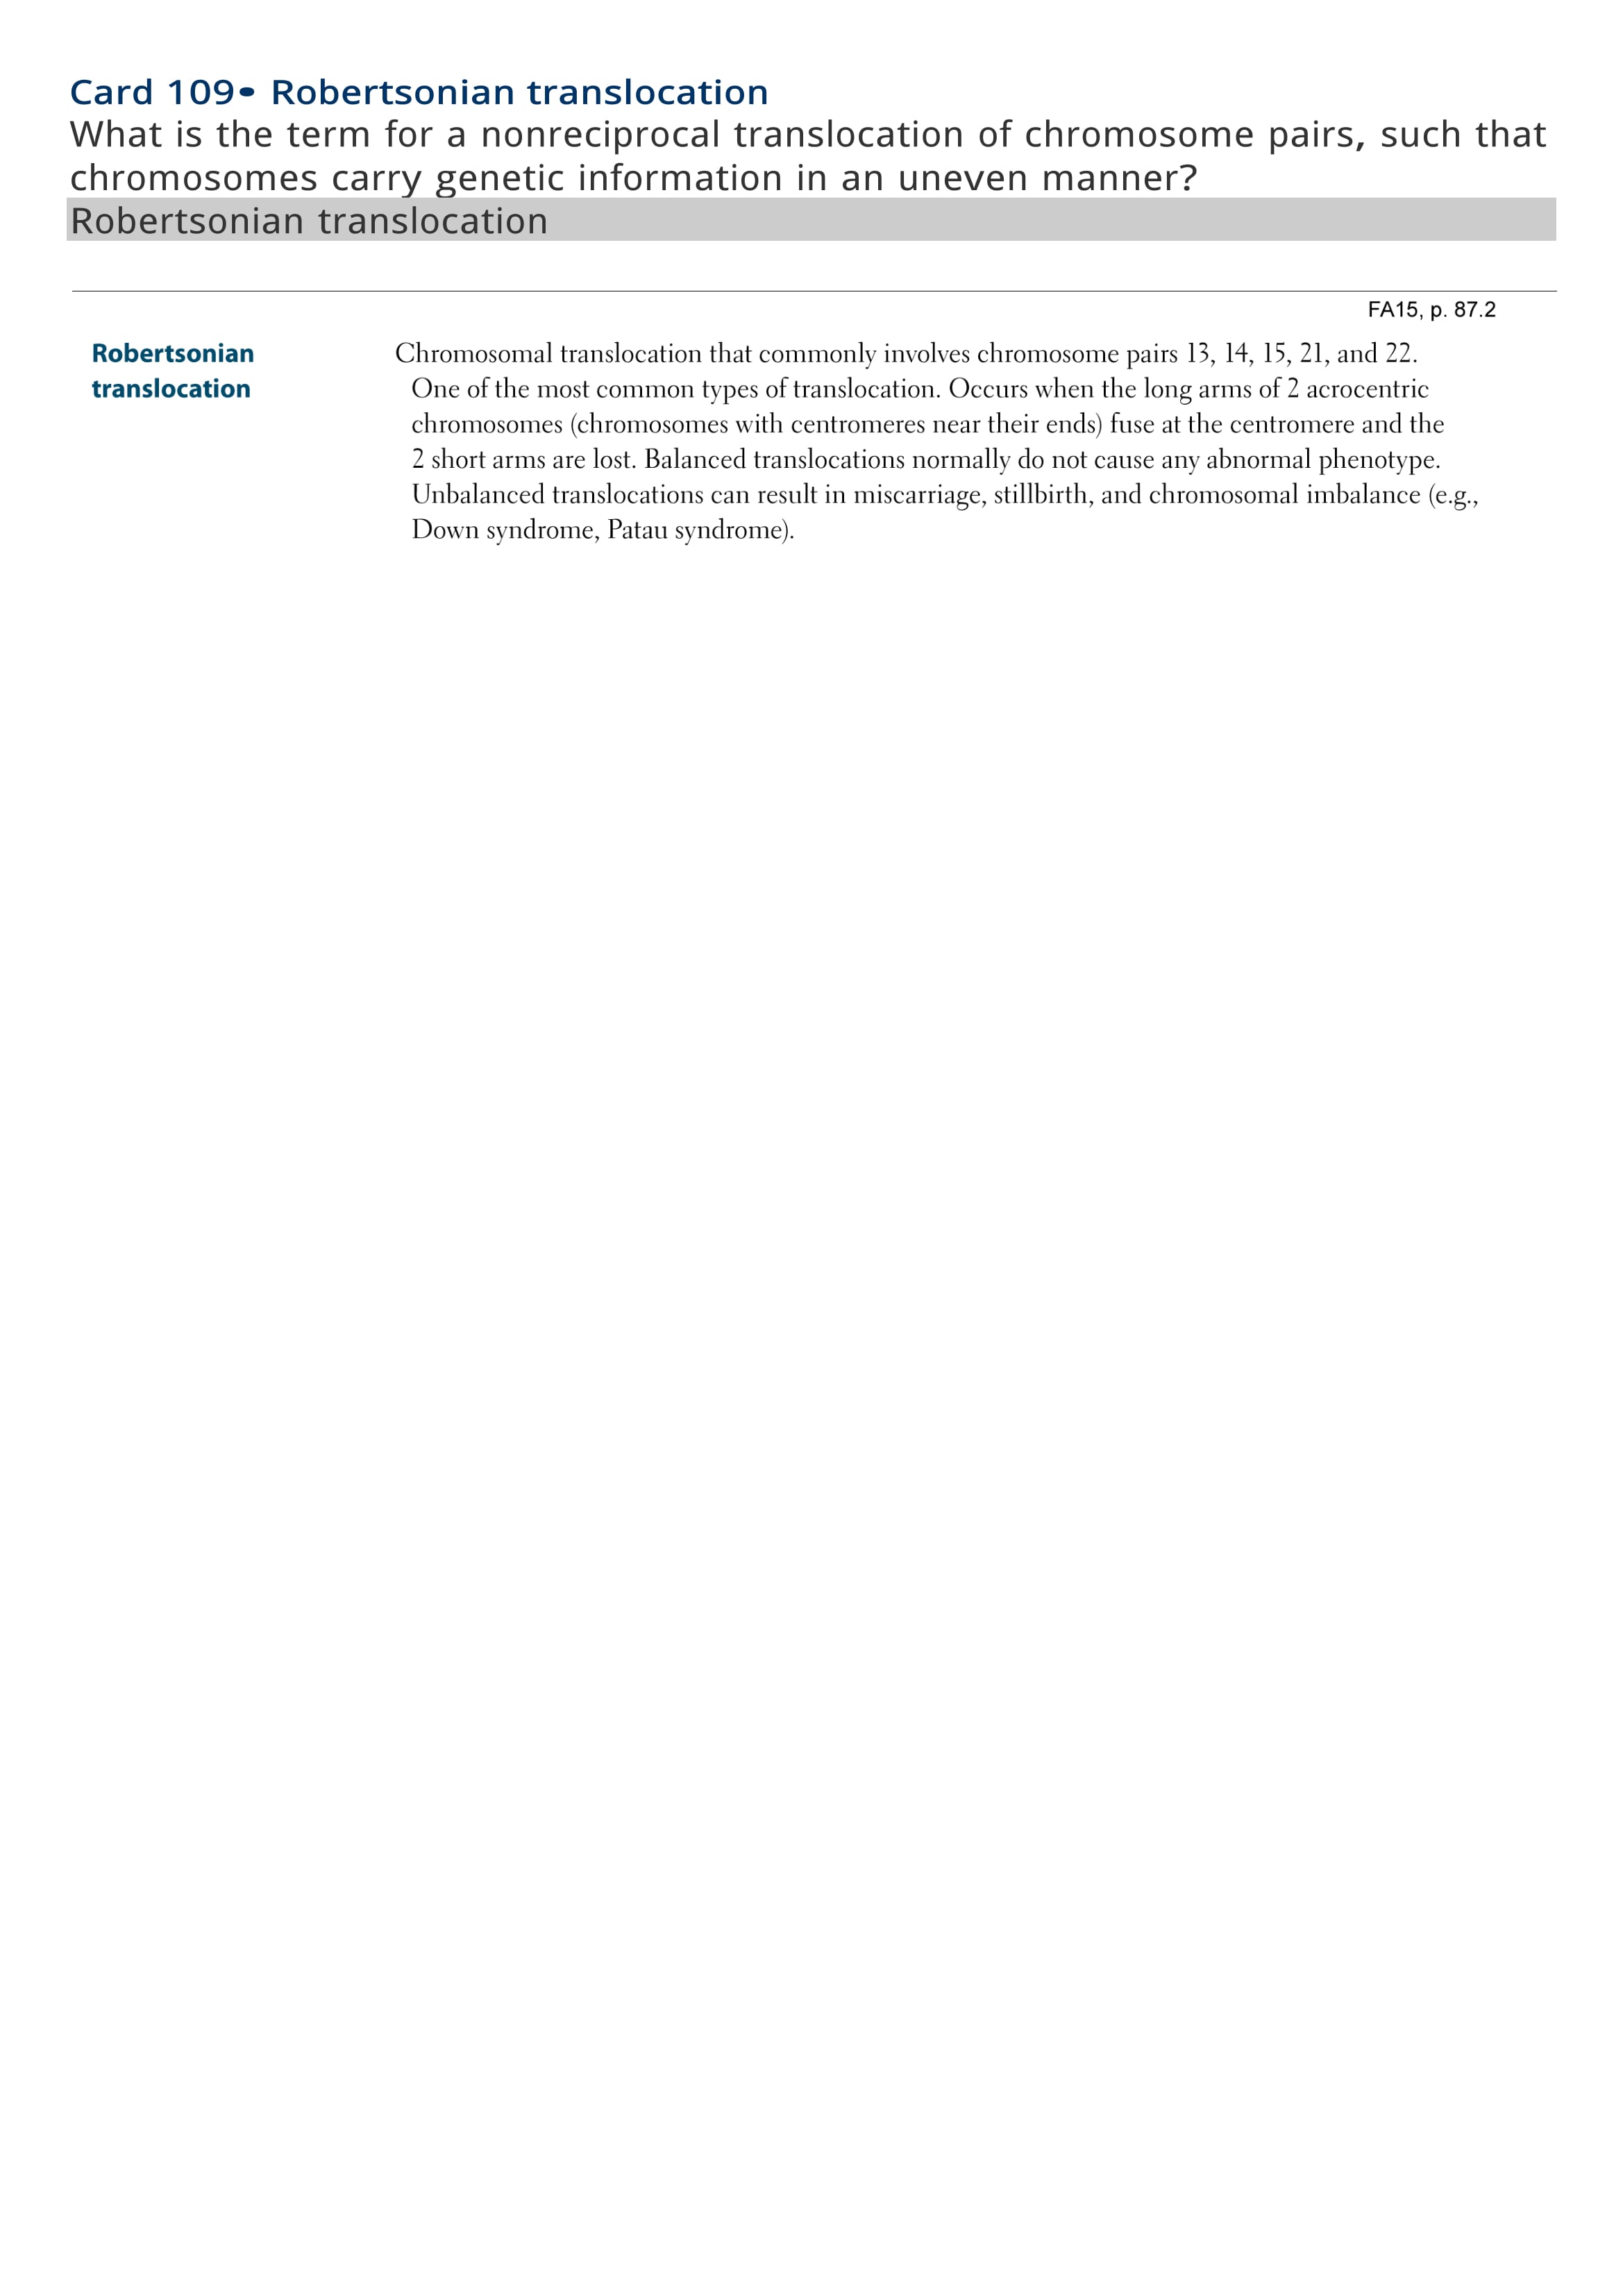 Card 109• Robertsonian translocation
What is the term for a nonreciprocal translocation of chromosome pairs, such that
chromosomes carry genetic information in an uneven manner?
Robertsonian translocation
FA15, p. 87.2
Robertsonian
translocation
Chromosomal translocation that commonly involves chromosome pairs 13, 14, 15, 21, and 22.
One of the most common types of translocation. Occurs when the long arms of 2 acrocentric
chromosomes (chromosomes with centromeres near their ends) fuse at the centromere and the
2 short arms are lost. Balanced translocations normally do not cause any abnormal phenotype.
Unbalanced translocations can result in miscarriage, stillbirth, and chromosomal imbalance (e.g.,
Down syndrome, Patau syndrome).